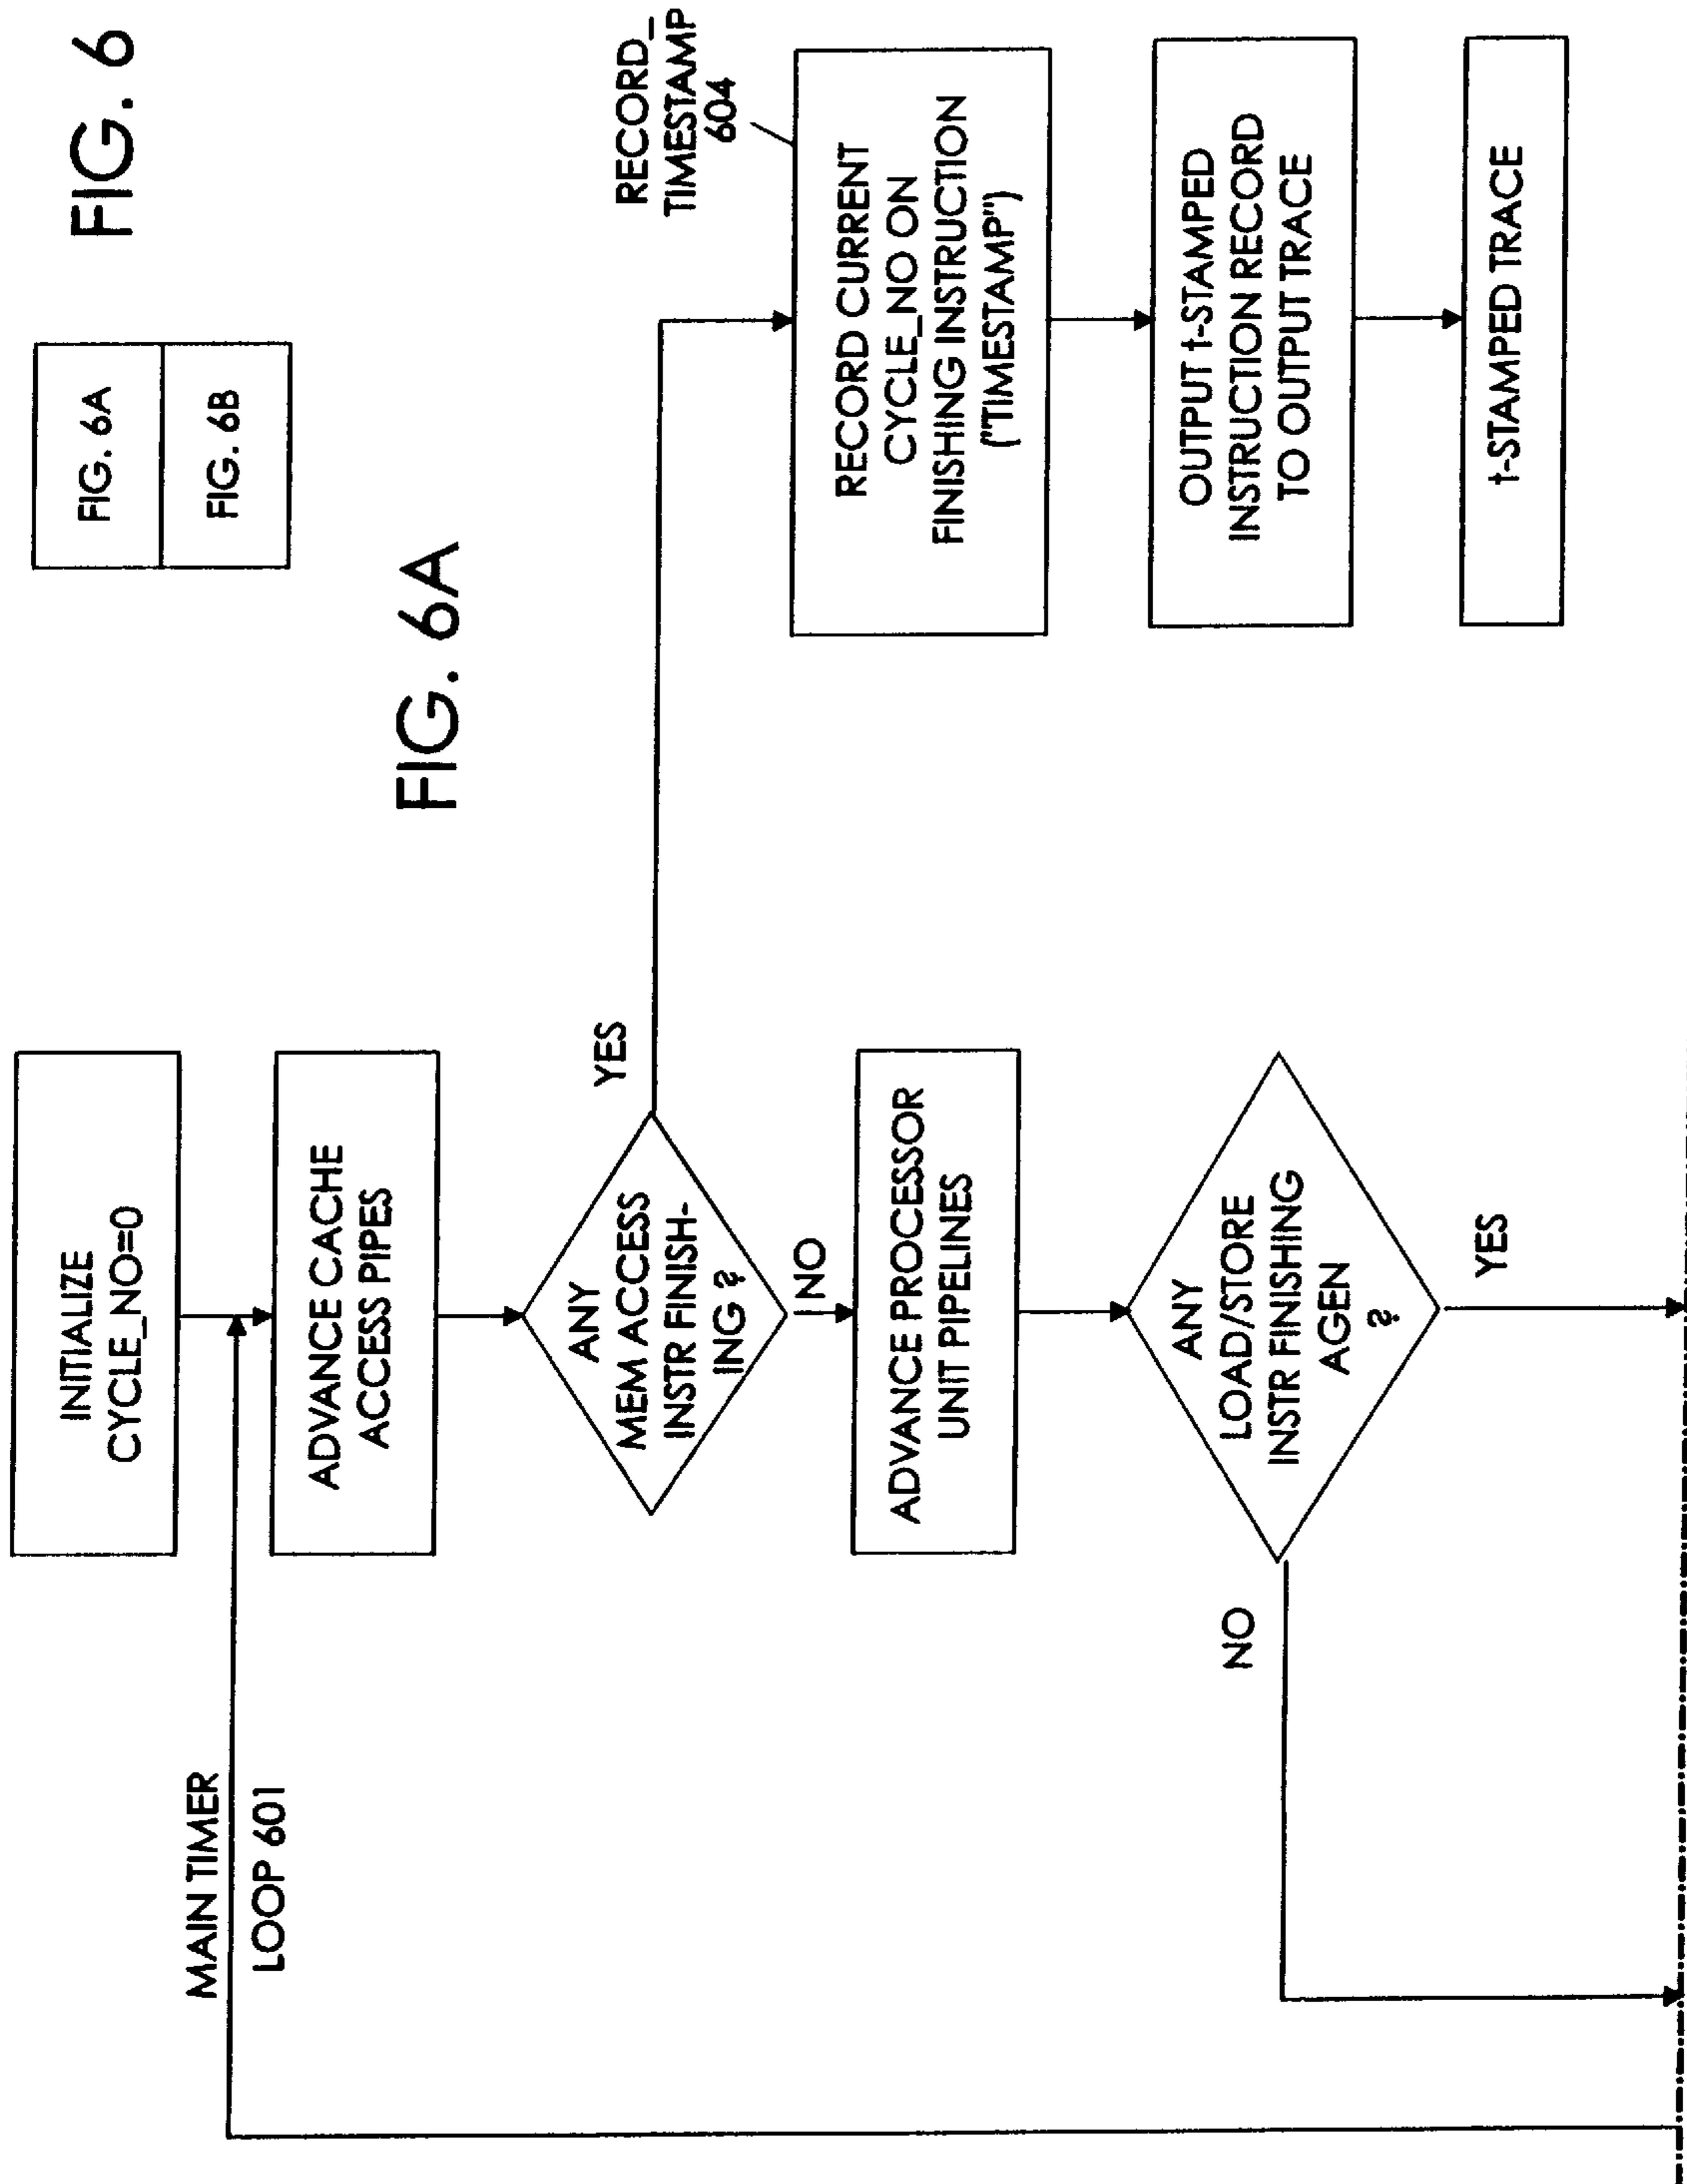 FIG. 6
FIG. 6A
FIG. 6B
FIG. 6A
INITIALIZE
CYCLE_NO=0
MAIN TIMER
LOOP 601
ADVANCE CACHE
ACCESS PIPES
ANY
MEM ACCESS
INSTR FINISH-
ING ?
YES
NO
RECORD_
TIMESTAMP
604
RECORD CURRENT
CYCLE_NO ON
FINISHING INSTRUCTION
("TIMESTAMP")
OUTPUT t-STAMPED
INSTRUCTION RECORD
TO OUTPUT TRACE
t-STAMPED TRACE
ADVANCE PROCESSOR
UNIT PIPELINES
ANY
LOAD/STORE
INSTR FINISHING
AGEN
?
NO
YES